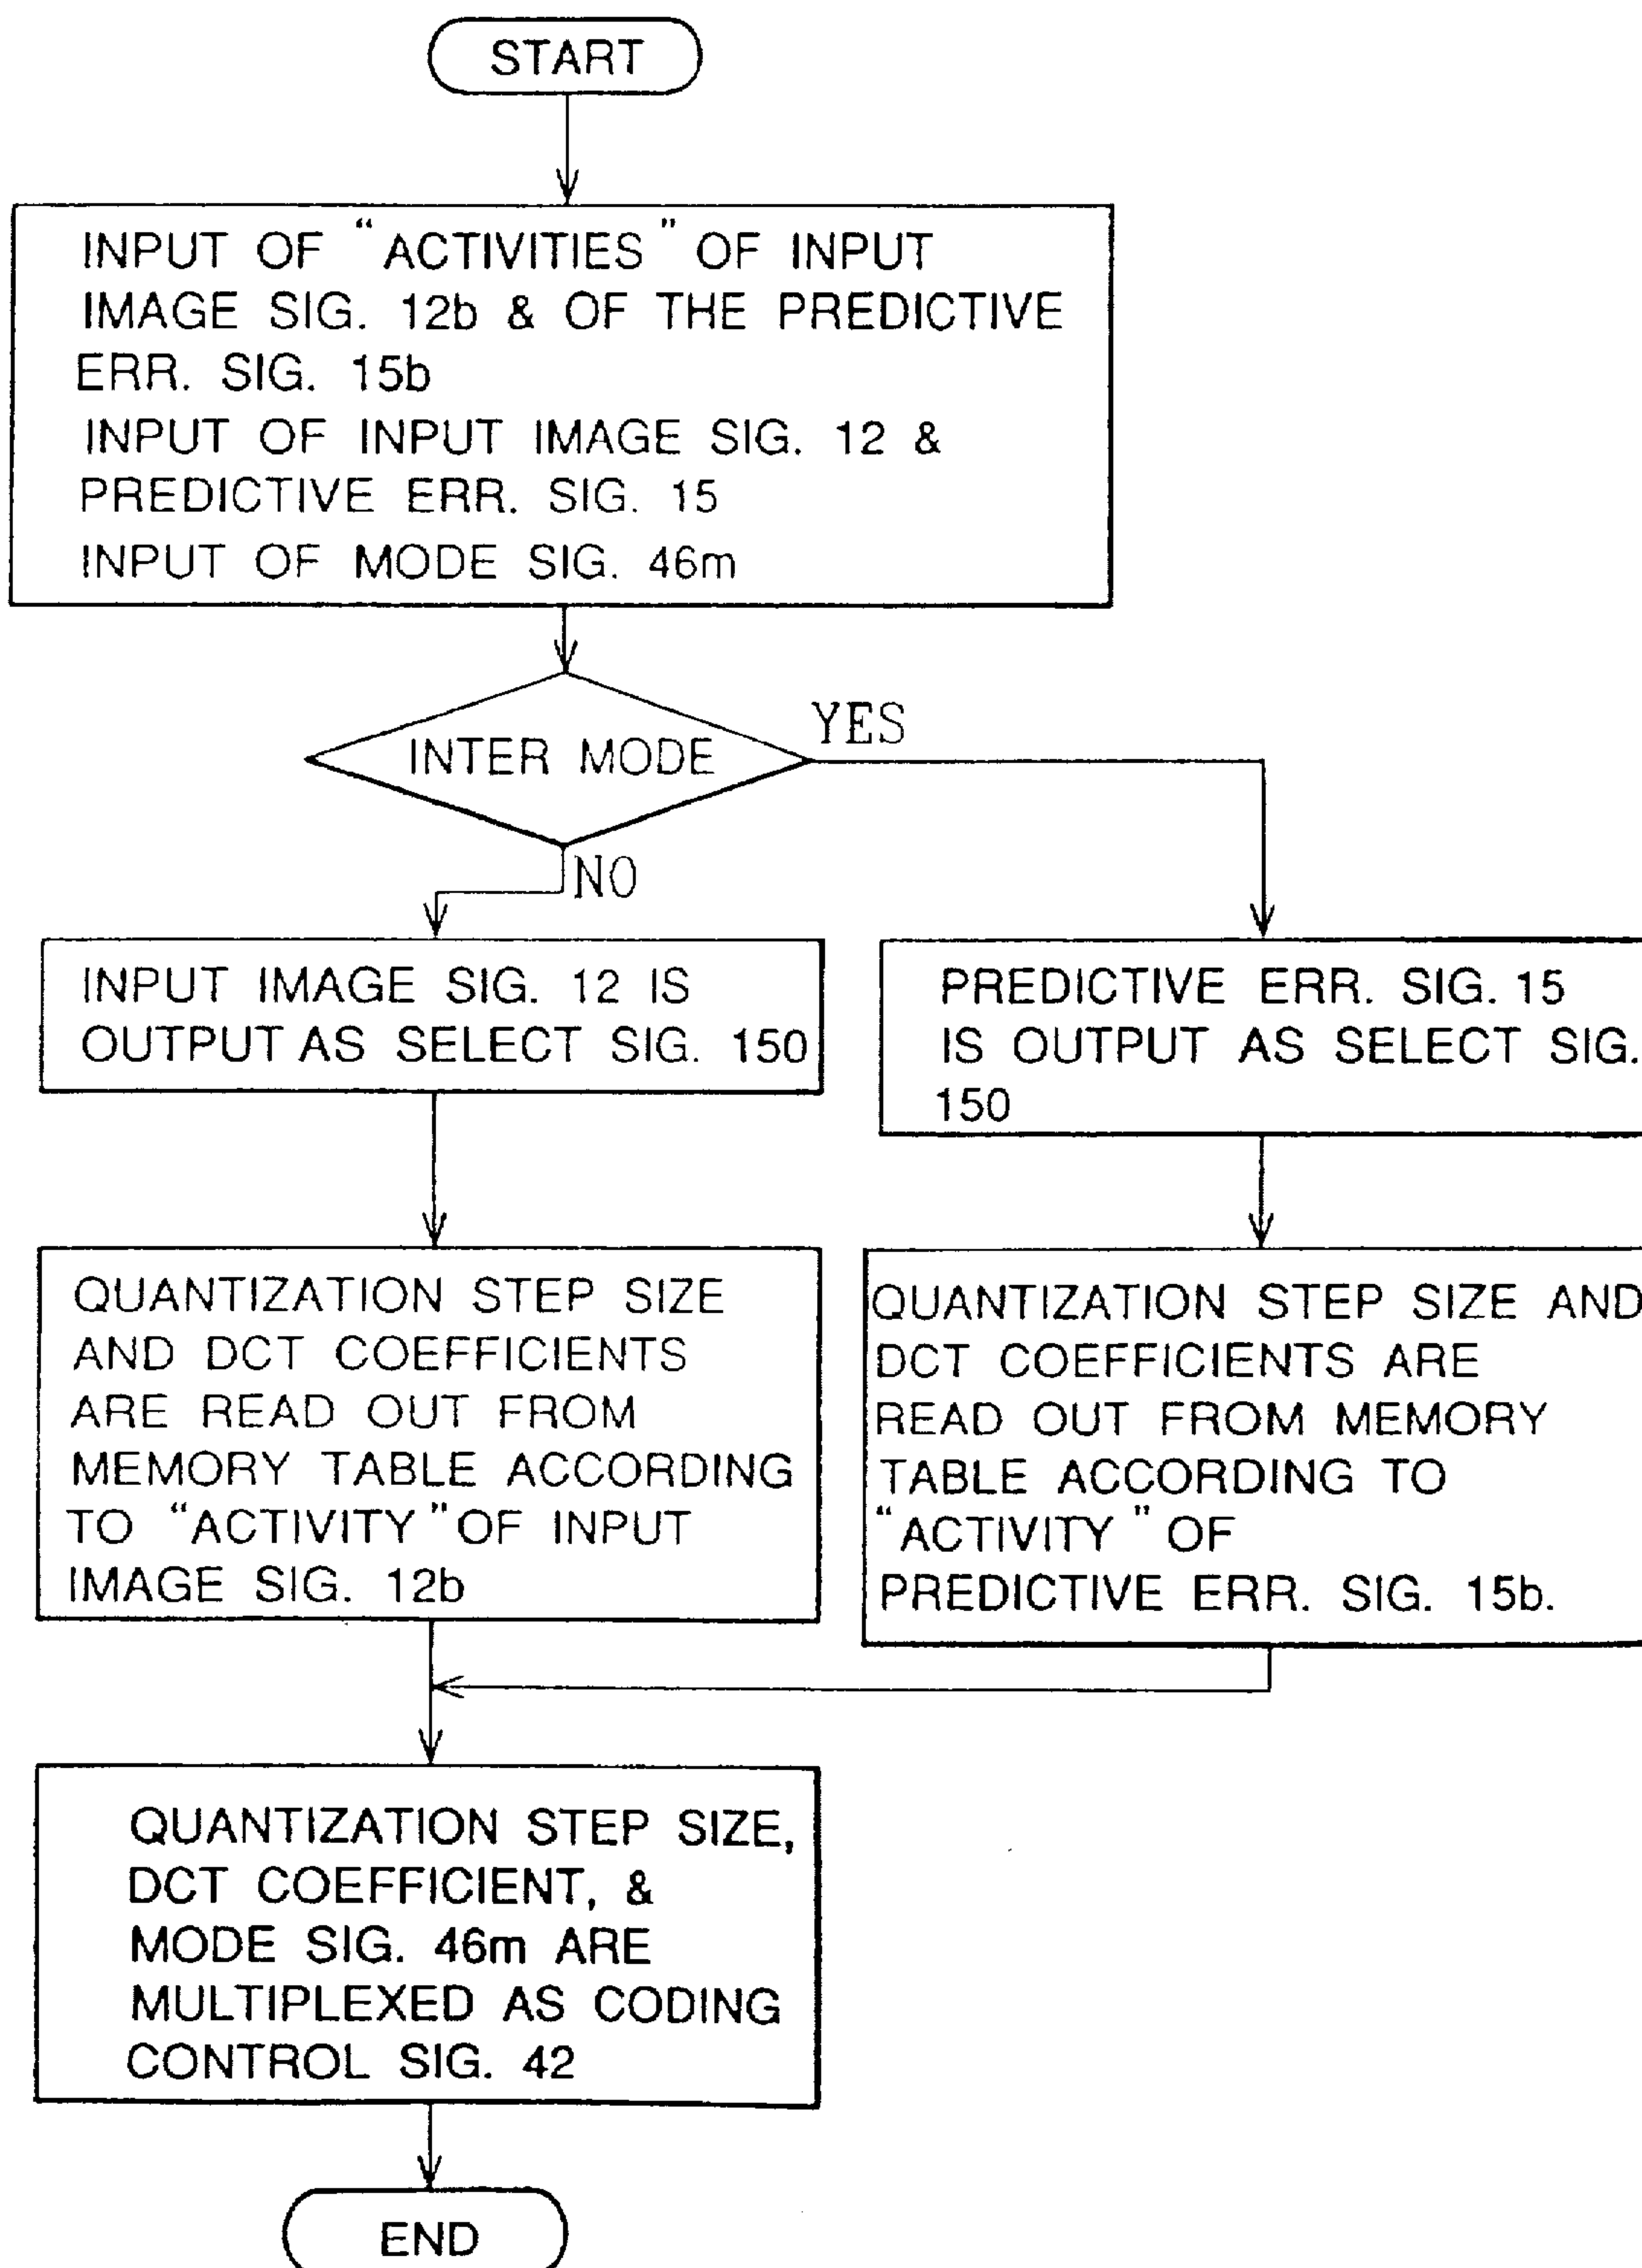 START
INPUT OF “ACTIVITIES” OF INPUT
IMAGE SIG. 12b & OF THE PREDICTIVE
ERR. SIG. 15b
INPUT OF INPUT IMAGE SIG. 12 &
PREDICTIVE ERR. SIG. 15
INPUT OF MODE SIG. 46m
INTER MODE
YES
NO
INPUT IMAGE SIG. 12 IS
OUTPUT AS SELECT SIG. 150
PREDICTIVE ERR. SIG. 15
IS OUTPUT AS SELECT SIG.
150
QUANTIZATION STEP SIZE
AND DCT COEFFICIENTS
ARE READ OUT FROM
MEMORY TABLE ACCORDING
TO “ACTIVITY” OF INPUT
IMAGE SIG. 12b
QUANTIZATION STEP SIZE AND
DCT COEFFICIENTS ARE
READ OUT FROM MEMORY
TABLE ACCORDING TO
“ACTIVITY” OF
PREDICTIVE ERR. SIG. 15b.
QUANTIZATION STEP SIZE,
DCT COEFFICIENT, &
MODE SIG. 46m ARE
MULTIPLEXED AS CODING
CONTROL SIG. 42
END